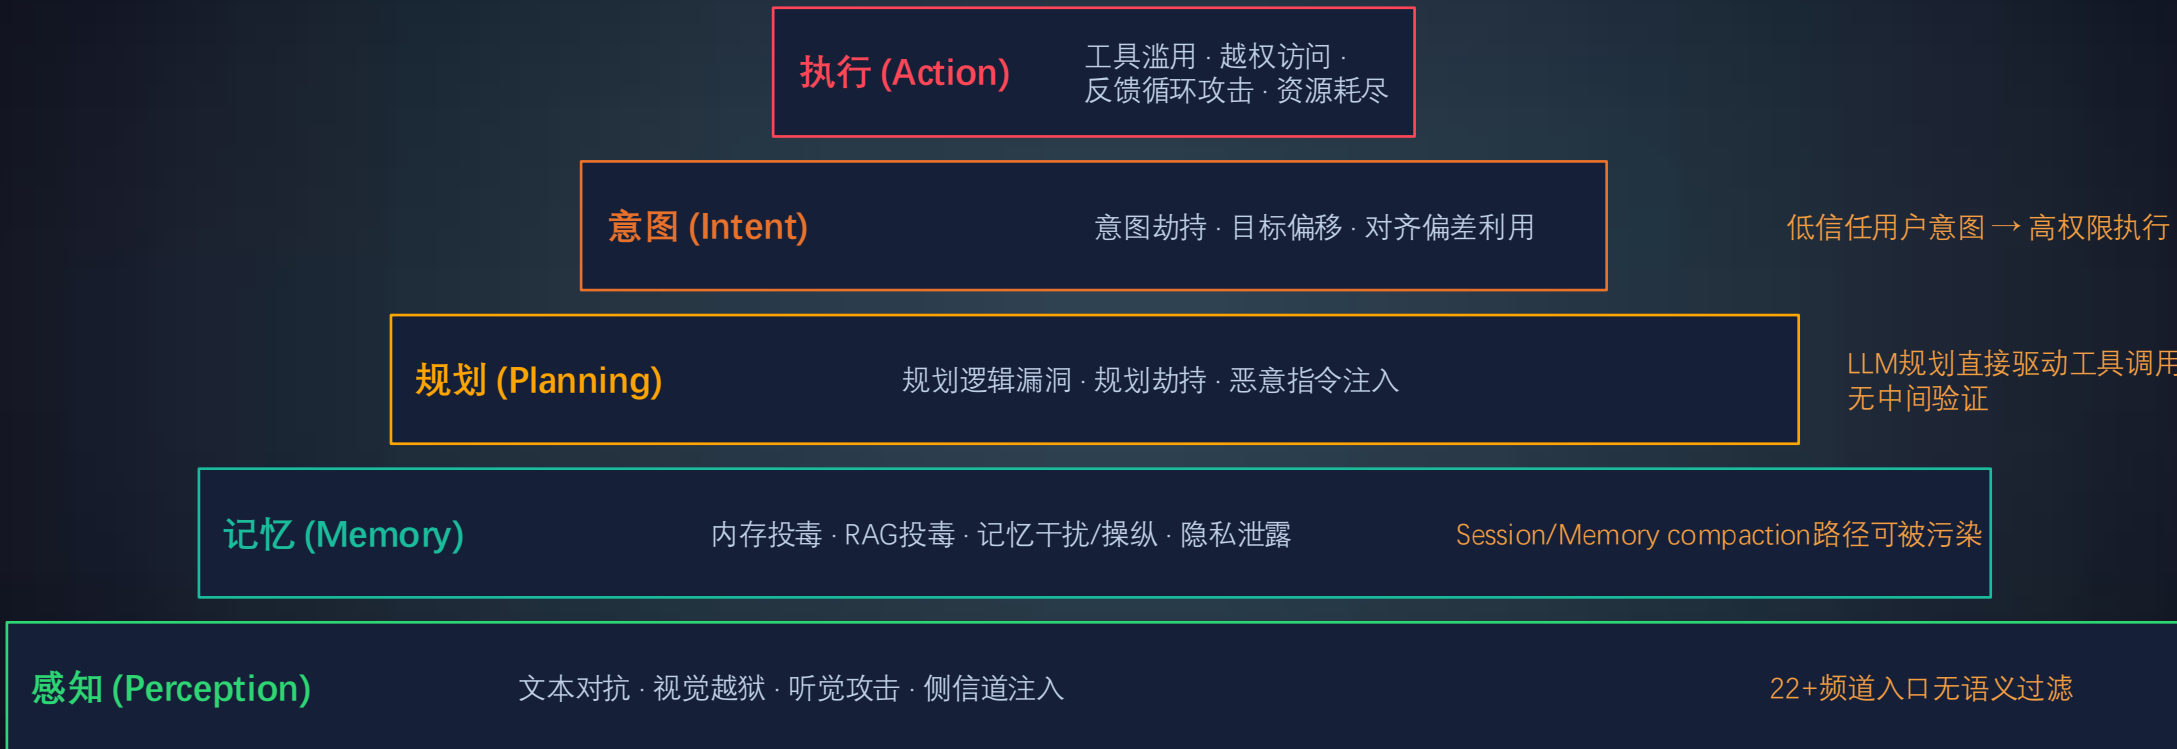 执行 (Action)
工具滥用 · 越权访问 ·
反馈循环攻击 · 资源耗尽
意图 (Intent)
意图劫持 · 目标偏移 · 对齐偏差利用
低信任用户意图 → 高权限执行
规划 (Planning)
规划逻辑漏洞 · 规划劫持 · 恶意指令注入
LLM规划直接驱动工具调用
无中间验证
记忆 (Memory)
内存投毒 · RAG投毒 · 记忆干扰/操纵 · 隐私泄露
Session/Memory compaction路径可被污染
感知 (Perception)
文本对抗 · 视觉越狱 · 听觉攻击 · 侧信道注入
22+频道入口无语义过滤